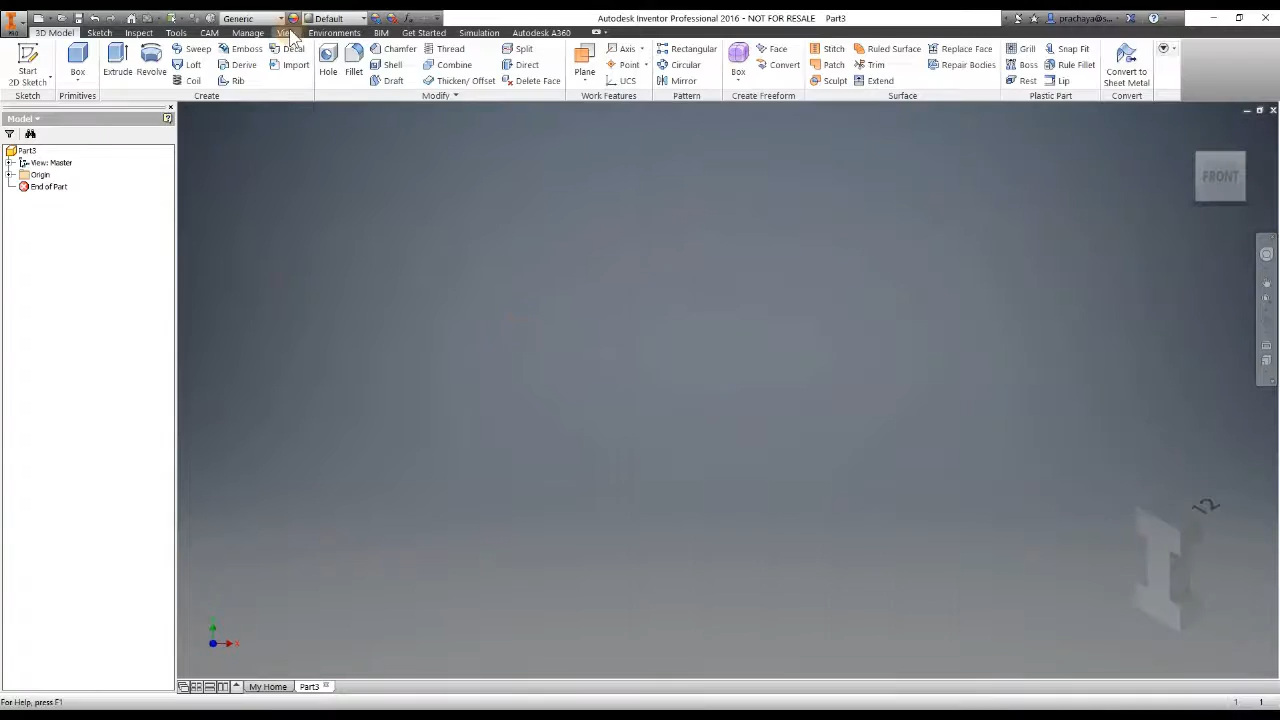 Generic Default Autodesk Inventor Professional 2016 - NOT FOR RESALE Part3 prachaya@s...
PRO 3D Model Sketch Inspect Tools CAM Manage Environments BIM Get Started Simulation Autodesk A360
Sweep Emboss Decal Chamfer Thread Split Axis Rectangular Face Stitch Ruled Surface Replace Face Grill Snap Fit
Start 2D Sketch Box Extrude Revolve Loft Derive Import Hole Fillet Shell Combine Direct Plane Point Circular Box Convert Patch Trim Repair Bodies Boss Rule Fillet Convert to Sheet Metal
Coil Rib Draft Thicken/ Offset Delete Face UCS Mirror Sculpt Extend Rest Lip
Sketch Primitives Create Modify Work Features Pattern Create Freeform Surface Plastic Part Convert
Model
Part3
View: Master
Origin
End of Part
FRONT
12
X
My Home Part3
For Help, press F1 1 1